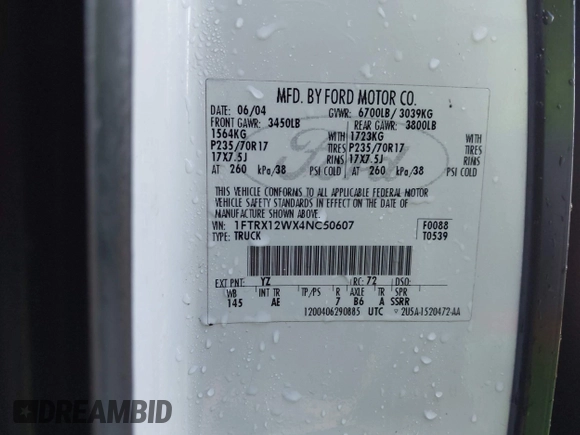 MFD. BY FORD MOTOR CO.
DATE: 06/04 GVWR: 6700LB/ 3039KG
FRONT GAWR: 3450LB REAR GAWR: 3800LB
1564KG WITH 1723KG WITH
P235/70R17 TIRES P235/70R17 TIRES
17X7.5J RIMS 17X7.5J RIMS
AT 260 kPa/38 PSI COLD AT 260 kPa/38 PSI COLD
THIS VEHICLE CONFORMS TO ALL APPLICABLE FEDERAL MOTOR
VEHICLE SAFETY STANDARDS IN EFFECT ON THE DATE OF
MANUFACTURE SHOWN ABOVE.
VIN: 1FTRX12WX4NC50607 F0088
TYPE: TRUCK T0539
EXT PNT: YZ RC: 72 DSO:
WB INT TR TP/PS R AXLE TR SPR
145 AE 7 B6 A SSRR
1200406290885 UTC 2U5A-1520472-AA
Ford
DREAMBID